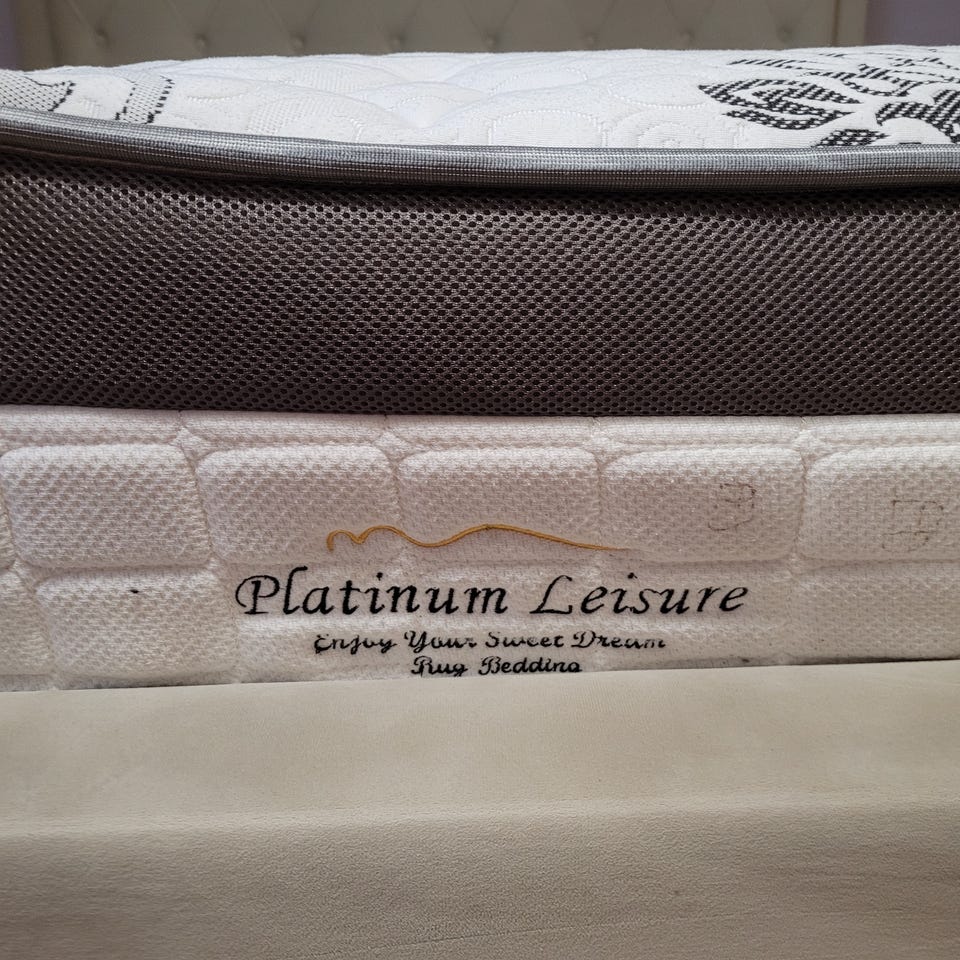 Platinum Leisure
Enjoy Your Sweet Dream
Rug Bedding